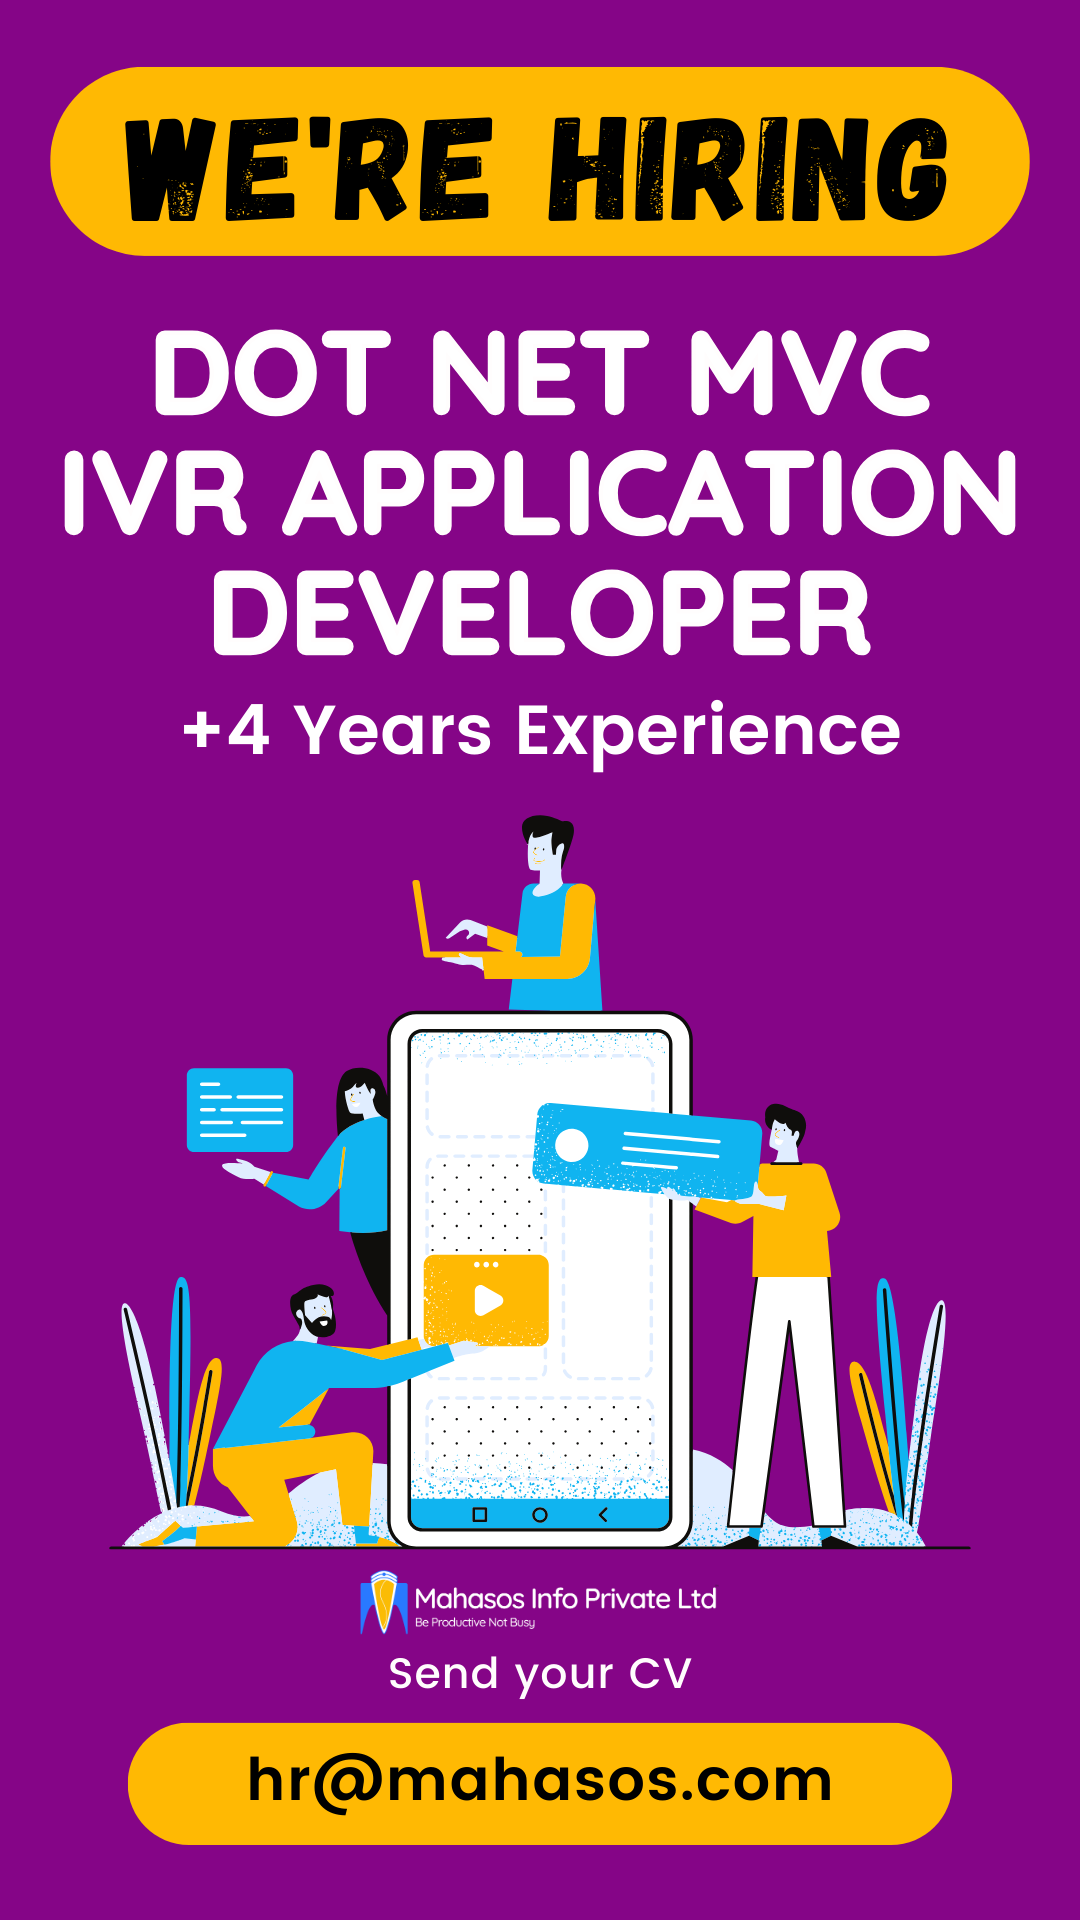 WE'RE HIRING
DOT NET MVC
IVR APPLICATION
DEVELOPER
+4 Years Experience
Mahasos Info Private Ltd
Be Productive Not Busy
Send your CV
hr@mahasos.com